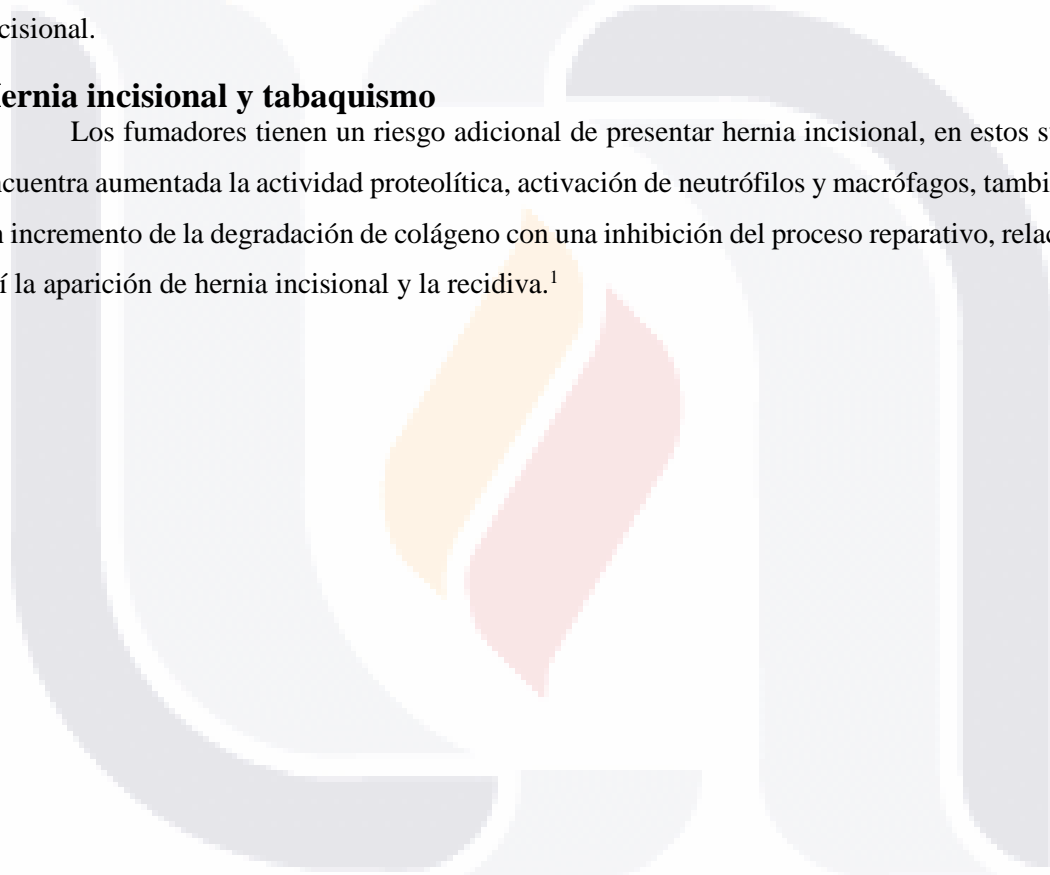 cisional.
ernia incisional y tabaquismo
Los fumadores tienen un riesgo adicional de presentar hernia incisional, en estos s
cuentra aumentada la actividad proteolítica, activación de neutrófilos y macrófagos, tambi
incremento de la degradación de colágeno con una inhibición del proceso reparativo, rela
í la aparición de hernia incisional y la recidiva.1